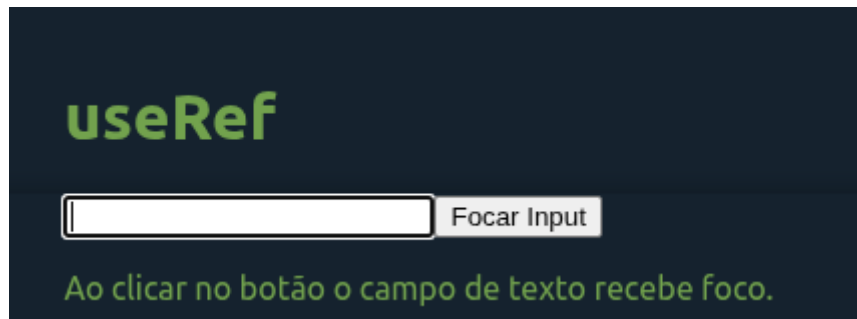 useRef
Focar Input
Ao clicar no botão o campo de texto recebe foco.